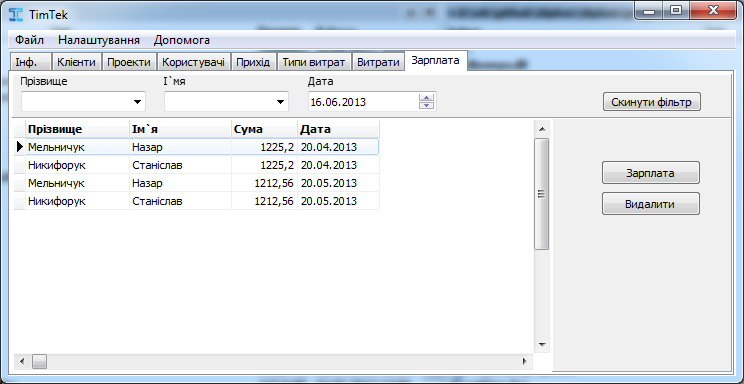 TimTek
Файл Налаштування Допомога
Інф. Клієнти Проекти Користувачі Прихід Типи витрат Витрати Зарплата
Прізвище І`мя Дата
16.06.2013 Скинути фільтр
Прізвище Ім`я Сума Дата
Мельничук Назар 1225,2 20.04.2013
Никифорук Станіслав 1225,2 20.04.2013
Мельничук Назар 1212,56 20.05.2013
Никифорук Станіслав 1212,56 20.05.2013
Зарплата
Видалити